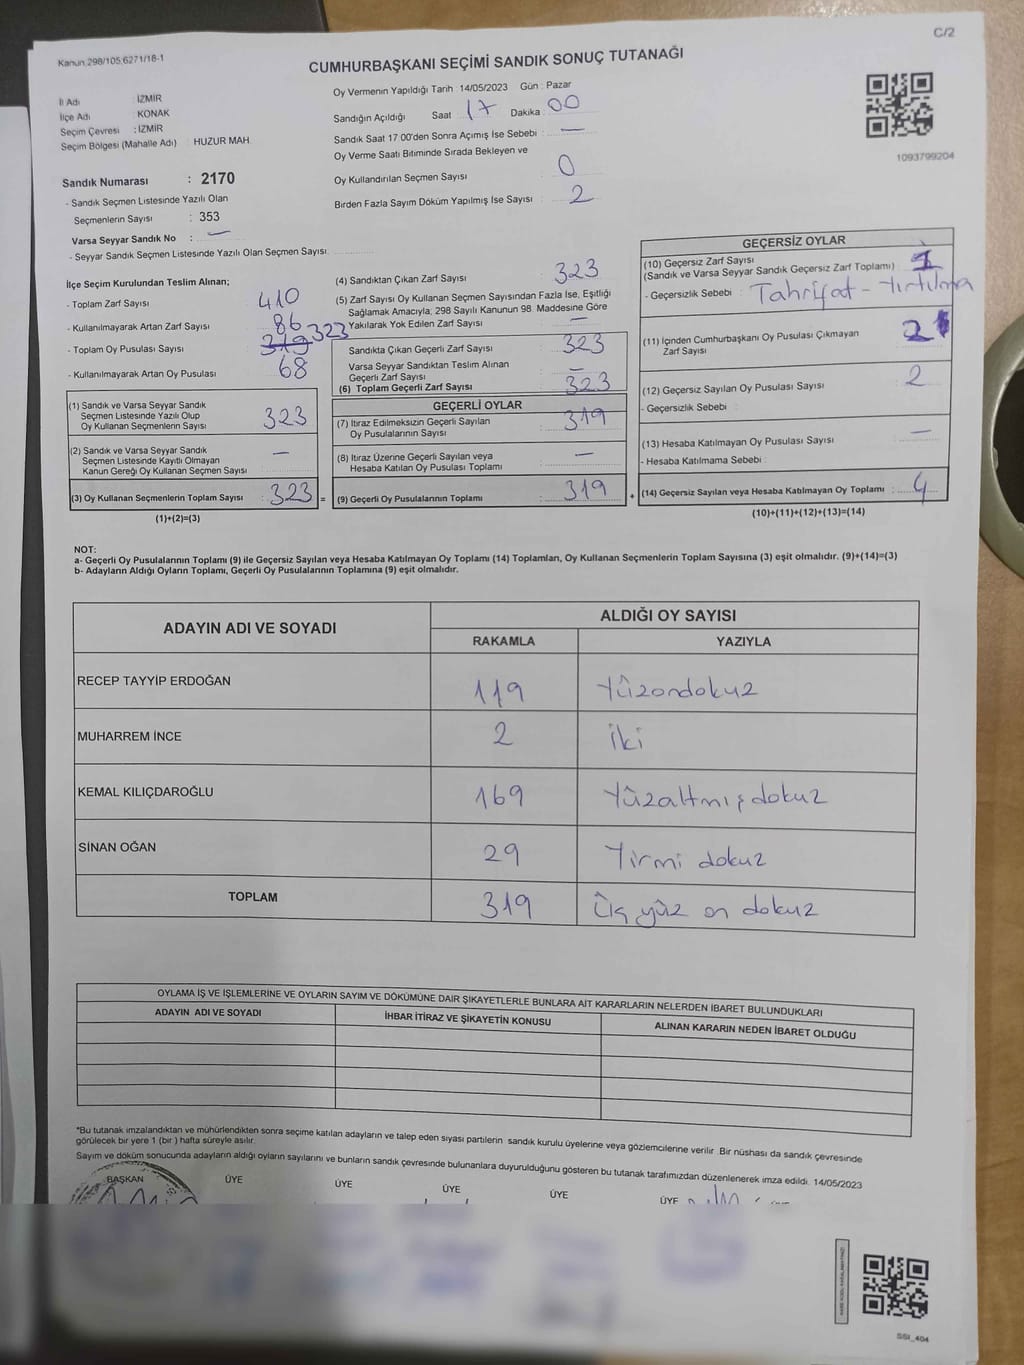 C/2
Kanun:298/105;6271/18-1
CUMHURBAŞKANI SEÇİMİ SANDIK SONUÇ TUTANAĞI
İl Adı : İZMİR
İlçe Adı : KONAK
Seçim Çevresi : İZMİR
Seçim Bölgesi (Mahalle Adı) : HUZUR MAH.
Sandık Numarası : 2170
- Sandık Seçmen Listesinde Yazılı Olan
Seçmenlerin Sayısı : 353
Varsa Seyyar Sandık No : —
- Seyyar Sandık Seçmen Listesinde Yazılı Olan Seçmen Sayısı
Oy Vermenin Yapıldığı Tarih 14/05/2023 Gün : Pazar
Sandığın Açıldığı Saat 17 Dakika : 00
Sandık Saat 17.00'den Sonra Açımış İse Sebebi : —
Oy Verme Saati Bitiminde Sırada Bekleyen ve
Oy Kullandırılan Seçmen Sayısı : 0
Birden Fazla Sayım Döküm Yapılmış İse Sayısı : 2
1093799204
İlçe Seçim Kurulundan Teslim Alınan;
- Toplam Zarf Sayısı 410
- Kullanılmayarak Artan Zarf Sayısı 86
- Toplam Oy Pusulası Sayısı 319 323
- Kullanılmayarak Artan Oy Pusulası 68
(1) Sandık ve Varsa Seyyar Sandık
Seçmen Listesinde Yazılı Olup
Oy Kullanan Seçmenlerin Sayısı 323
(2) Sandık ve Varsa Seyyar Sandık
Seçmen Listesinde Kayıtlı Olmayan
Kanun Gereği Oy Kullanan Seçmen Sayısı —
(3) Oy Kullanan Seçmenlerin Toplam Sayısı : 323 =
(1)+(2)=(3)
(4) Sandıktan Çıkan Zarf Sayısı 323
(5) Zarf Sayısı Oy Kullanan Seçmen Sayısından Fazla İse, Eşitliği
Sağlamak Amacıyla; 298 Sayılı Kanunun 98. Maddesine Göre
Yakılarak Yok Edilen Zarf Sayısı —
Sandıkta Çıkan Geçerli Zarf Sayısı 323
Varsa Seyyar Sandıktan Teslim Alınan
Geçerli Zarf Sayısı —
(6) Toplam Geçerli Zarf Sayısı 323
GEÇERLİ OYLAR
(7) İtiraz Edilmeksizin Geçerli Sayılan
Oy Pusulalarının Sayısı 319
(8) İtiraz Üzerine Geçerli Sayılan veya
Hesaba Katılan Oy Pusulası Toplamı —
(9) Geçerli Oy Pusulalarının Toplamı : 319 +
GEÇERSİZ OYLAR
(10) Geçersiz Zarf Sayısı
(Sandık ve Varsa Seyyar Sandık Geçersiz Zarf Toplamı) :
- Geçersizlik Sebebi : Tahrifat - Yırtılma
(11) İçinden Cumhurbaşkanı Oy Pusulası Çıkmayan
Zarf Sayısı
(12) Geçersiz Sayılan Oy Pusulası Sayısı 2
- Geçersizlik Sebebi :
(13) Hesaba Katılmayan Oy Pusulası Sayısı —
- Hesaba Katılmama Sebebi :
(14) Geçersiz Sayılan veya Hesaba Katılmayan Oy Toplamı : 4
(10)+(11)+(12)+(13)=(14)
NOT:
a- Geçerli Oy Pusulalarının Toplamı (9) ile Geçersiz Sayılan veya Hesaba Katılmayan Oy Toplamı (14) Toplamları, Oy Kullanan Seçmenlerin Toplam Sayısına (3) eşit olmalıdır. (9)+(14)=(3)
b- Adayların Aldığı Oyların Toplamı, Geçerli Oy Pusulalarının Toplamına (9) eşit olmalıdır.
ADAYIN ADI VE SOYADI
ALDIĞI OY SAYISI
RAKAMLA YAZIYLA
RECEP TAYYİP ERDOĞAN 119 Yüzondokuz
MUHARREM İNCE 2 İki
KEMAL KILIÇDAROĞLU 169 Yüzaltmışdokuz
SİNAN OĞAN 29 Yirmi dokuz
TOPLAM 319 Üç yüz on dokuz
OYLAMA İŞ VE İŞLEMLERİNE VE OYLARIN SAYIM VE DÖKÜMÜNE DAİR ŞİKAYETLERLE BUNLARA AİT KARARLARIN NELERDEN İBARET BULUNDUKLARI
ADAYIN ADI VE SOYADI İHBAR İTİRAZ VE ŞİKAYETİN KONUSU ALINAN KARARIN NEDEN İBARET OLDUĞU
*Bu tutanak imzalandıktan ve mühürlendikten sonra seçime katılan adayların ve talep eden siyasi partilerin sandık kurulu üyelerine veya gözlemcilerine verilir. Bir nüshası da sandık çevresinde
görülecek bir yere 1 (bir ) hafta süreyle asılır.
Sayım ve döküm sonucunda adayların aldığı oyların sayılarını ve bunların sandık çevresinde bulunanlara duyurulduğunu gösteren bu tutanak tarafımızdan düzenlenerek imza edildi. 14/05/2023
BAŞKAN ÜYE ÜYE ÜYE ÜYE ÜYE
SSI_404